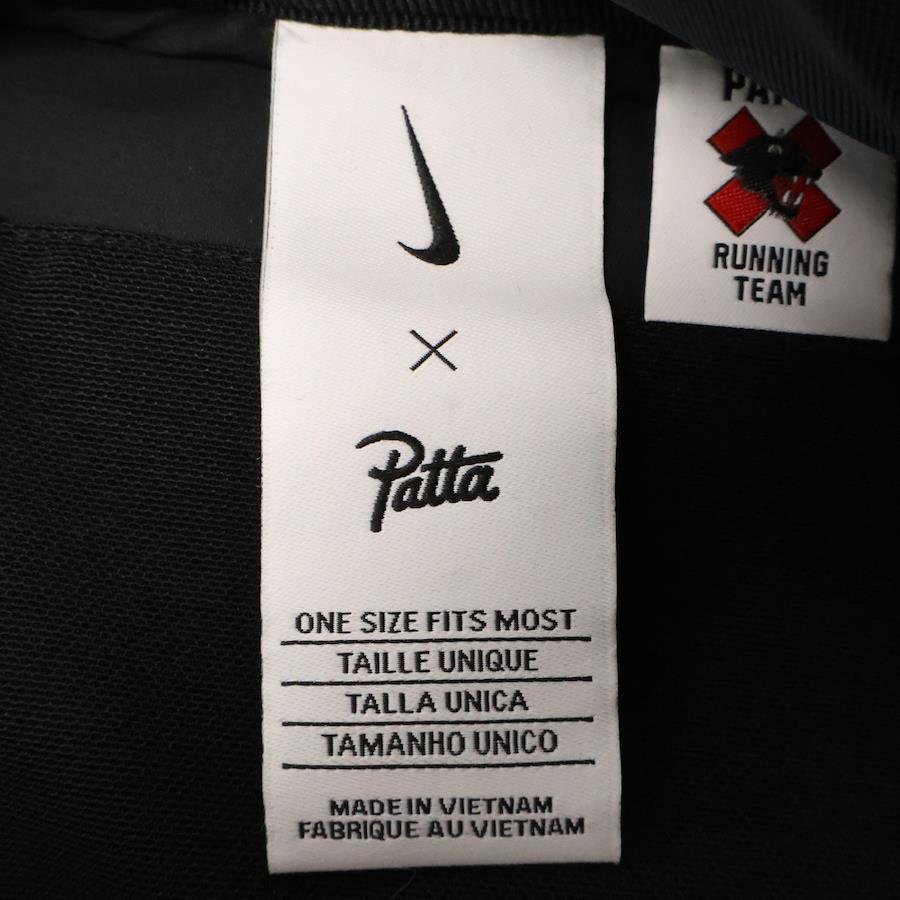 ×
Patta
ONE SIZE FITS MOST
TAILLE UNIQUE
TALLA UNICA
TAMANHO UNICO
MADE IN VIETNAM
FABRIQUE AU VIETNAM
RUNNING
TEAM